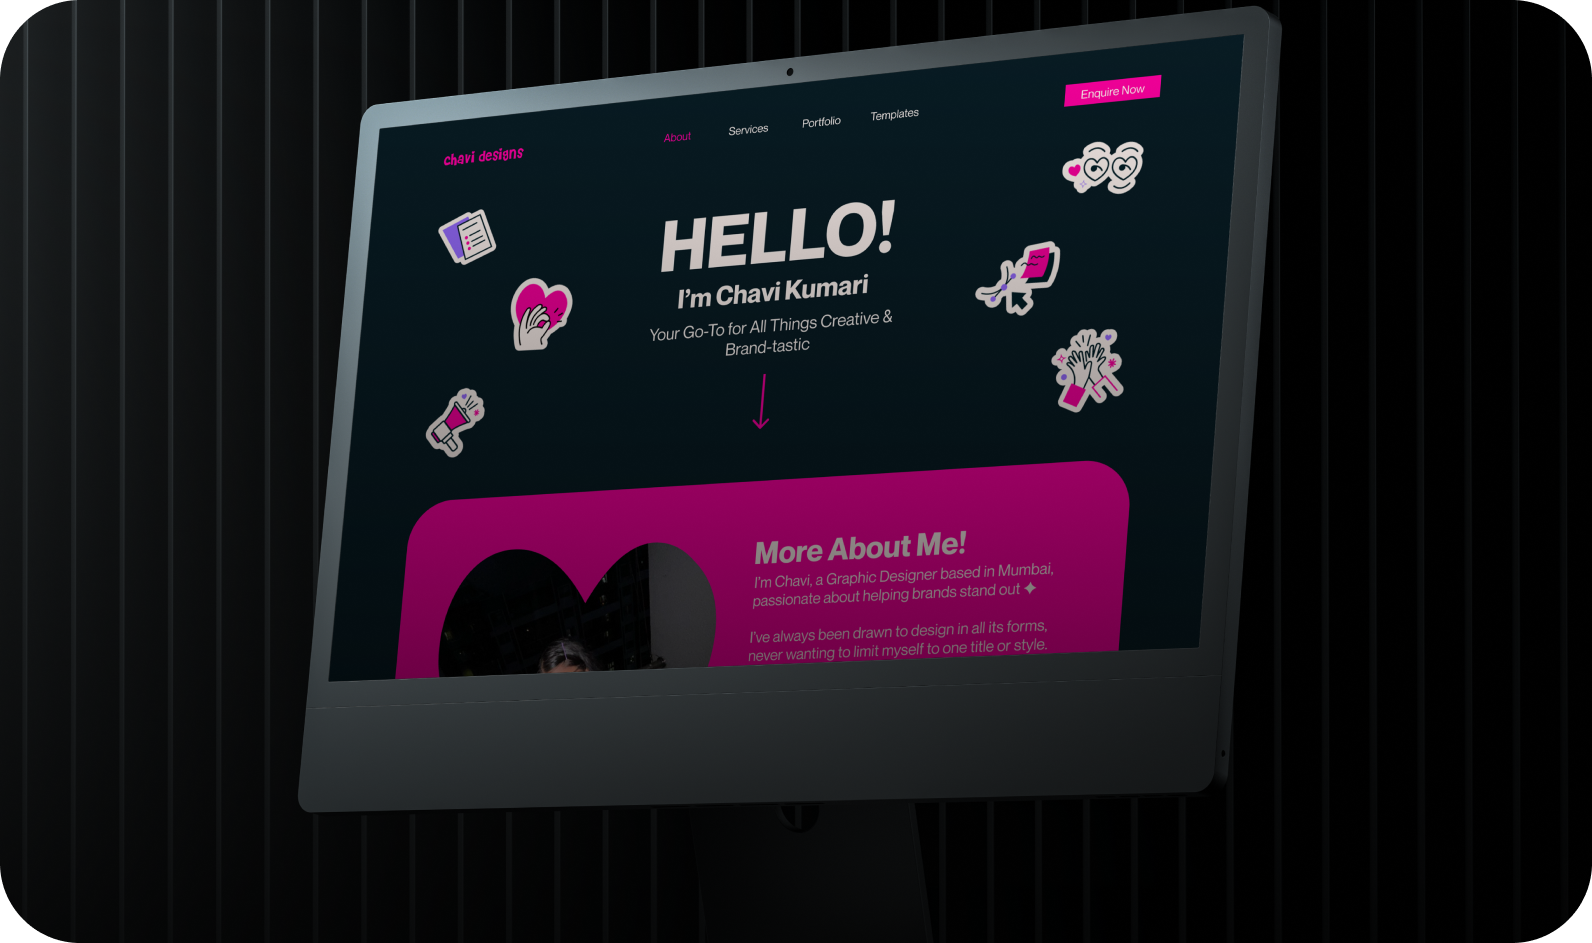 Enquire Now
About
Services
Portfolio
Templates
chavi designs
HELLO!
I'm Chavi Kumari
Your Go-To for All Things Creative &
Brand-tastic
More About Me!
I'm Chavi, a Graphic Designer based in Mumbai,
passionate about helping brands stand out ✦
I've always been drawn to design in all its forms,
never wanting to limit myself to one title or style.